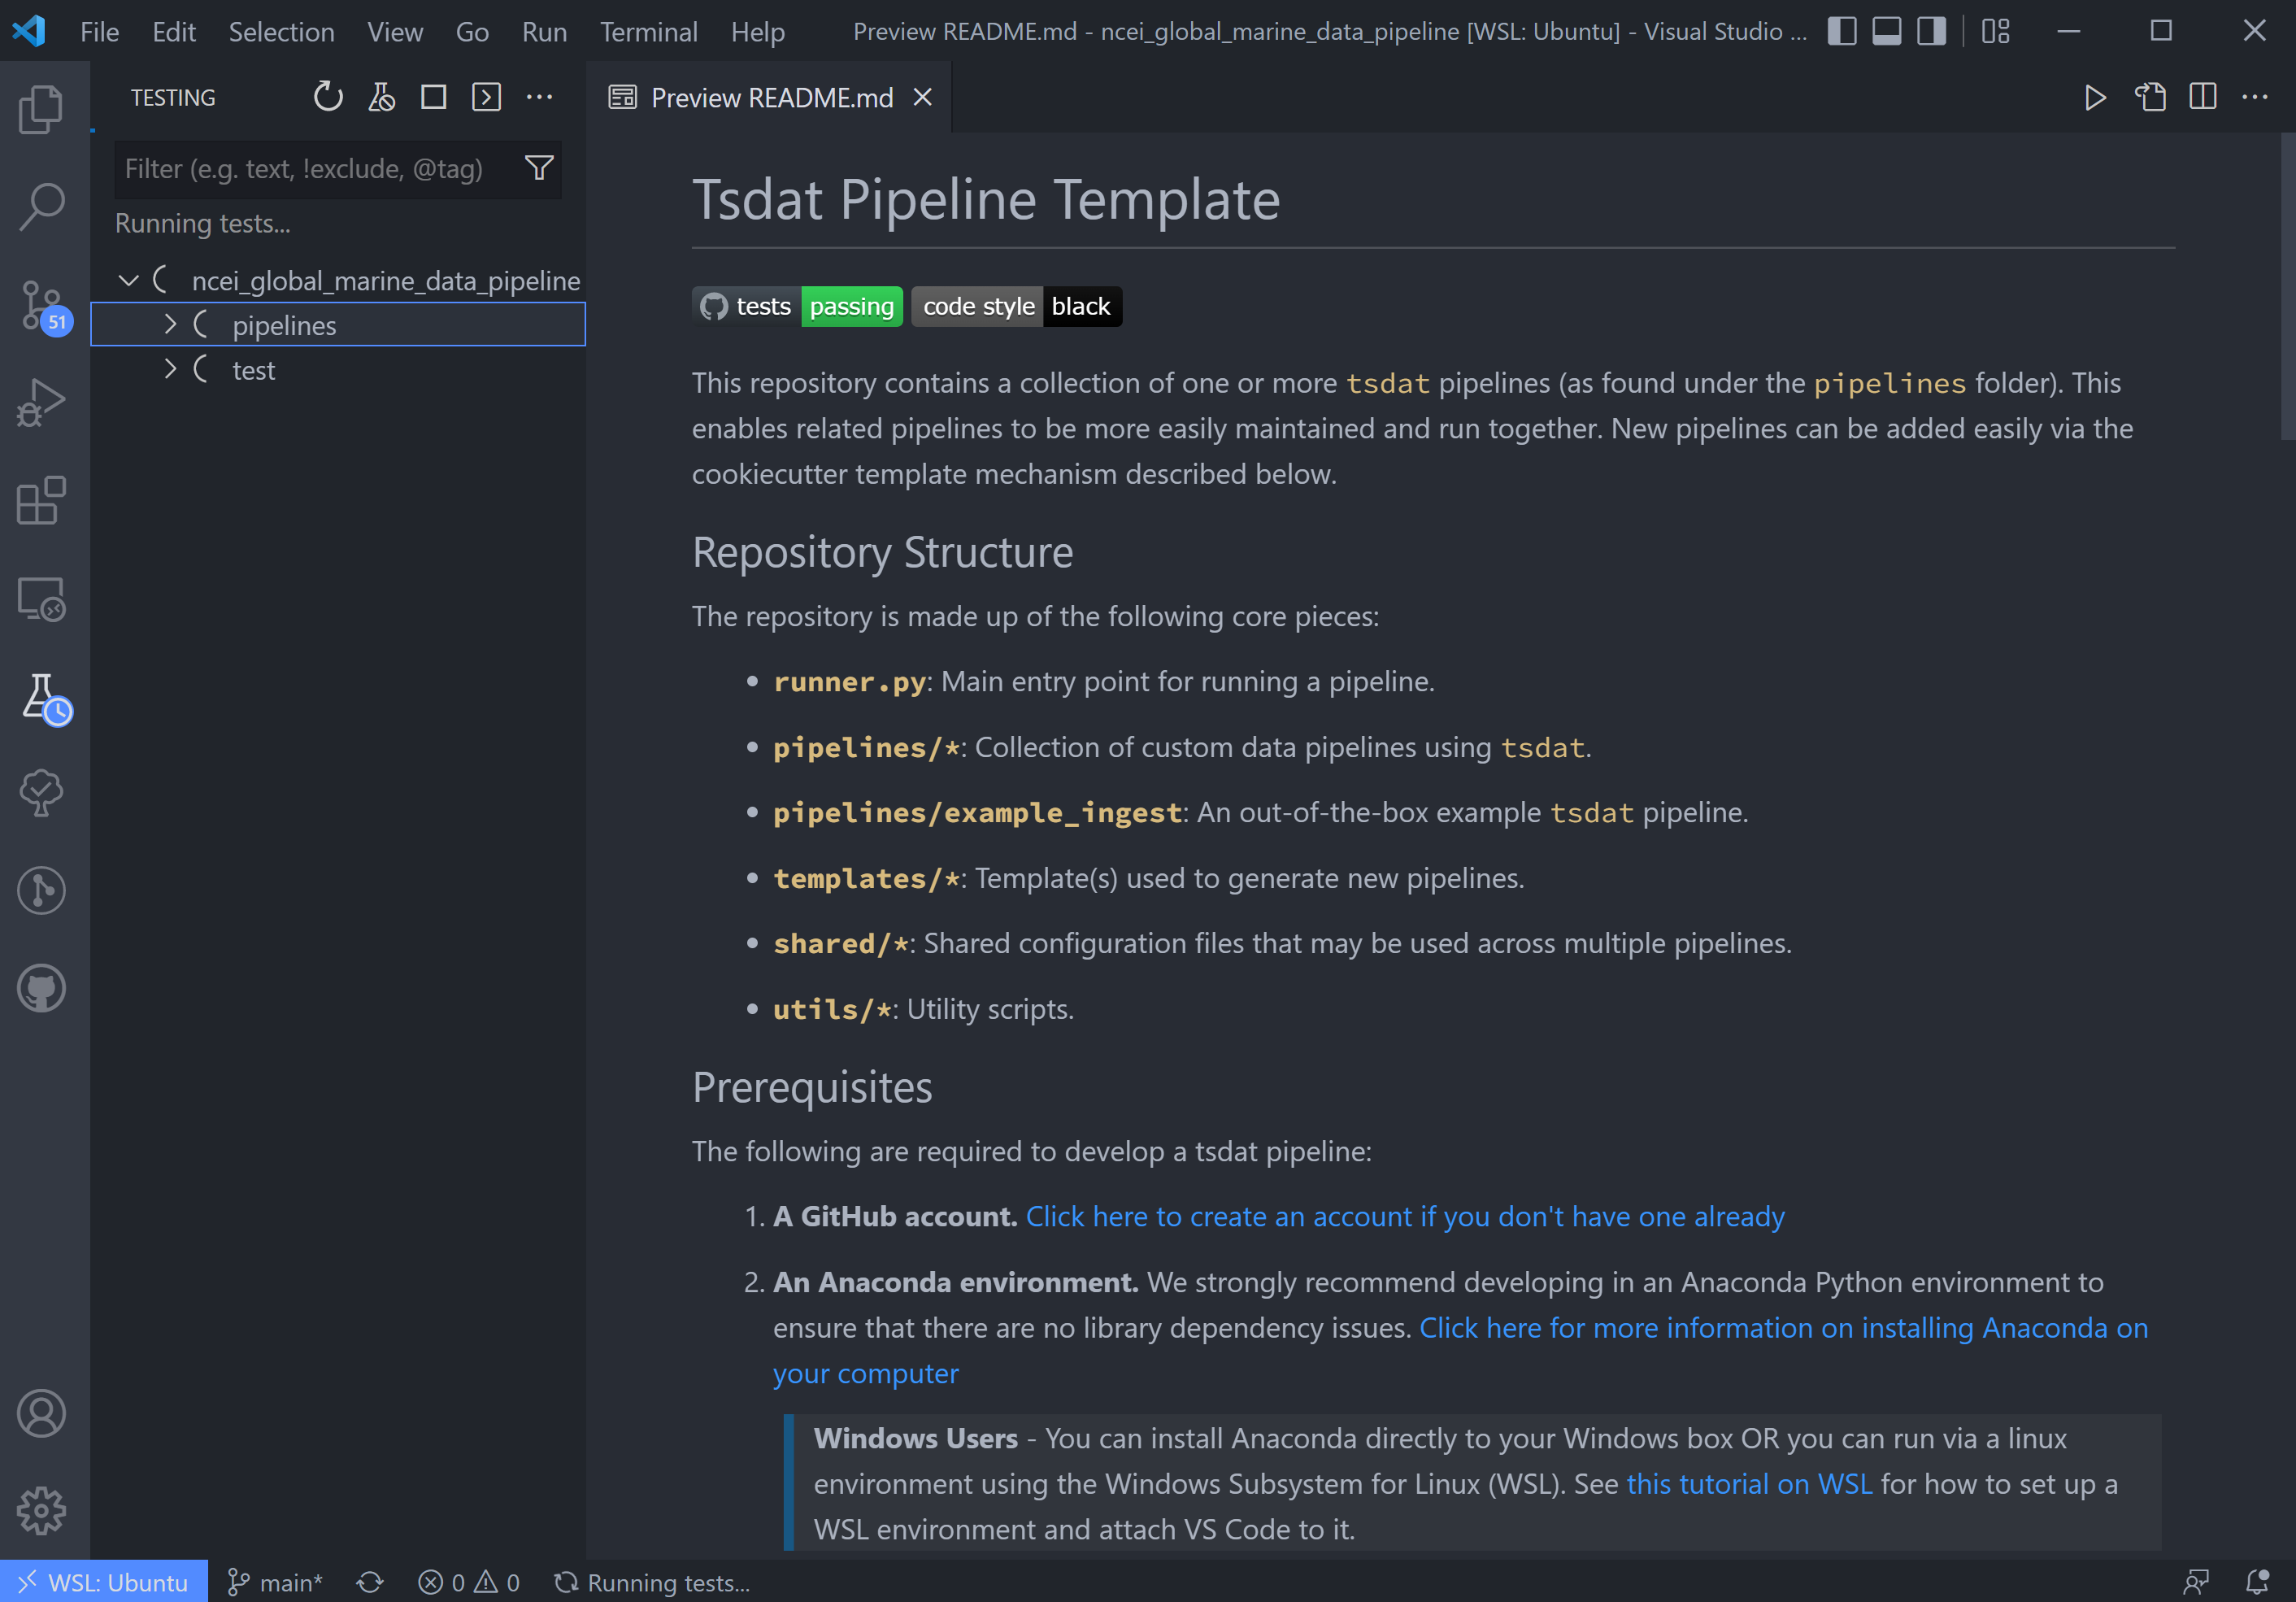 File Edit Selection View Go Run Terminal Help Preview README.md - ncei_global_marine_data_pipeline [WSL: Ubuntu] - Visual Studio ...
TESTING
Preview README.md
Filter (e.g. text, !exclude, @tag)
Running tests...
ncei_global_marine_data_pipeline
pipelines
test
51
Tsdat Pipeline Template
tests passing code style black
This repository contains a collection of one or more tsdat pipelines (as found under the pipelines folder). This
enables related pipelines to be more easily maintained and run together. New pipelines can be added easily via the
cookiecutter template mechanism described below.
Repository Structure
The repository is made up of the following core pieces:
• runner.py: Main entry point for running a pipeline.
• pipelines/*: Collection of custom data pipelines using tsdat.
• pipelines/example_ingest: An out-of-the-box example tsdat pipeline.
• templates/*: Template(s) used to generate new pipelines.
• shared/*: Shared configuration files that may be used across multiple pipelines.
• utils/*: Utility scripts.
Prerequisites
The following are required to develop a tsdat pipeline:
1. A GitHub account. Click here to create an account if you don't have one already
2. An Anaconda environment. We strongly recommend developing in an Anaconda Python environment to
ensure that there are no library dependency issues. Click here for more information on installing Anaconda on
your computer
Windows Users - You can install Anaconda directly to your Windows box OR you can run via a linux
environment using the Windows Subsystem for Linux (WSL). See this tutorial on WSL for how to set up a
WSL environment and attach VS Code to it.
WSL: Ubuntu main* 0 0 Running tests...